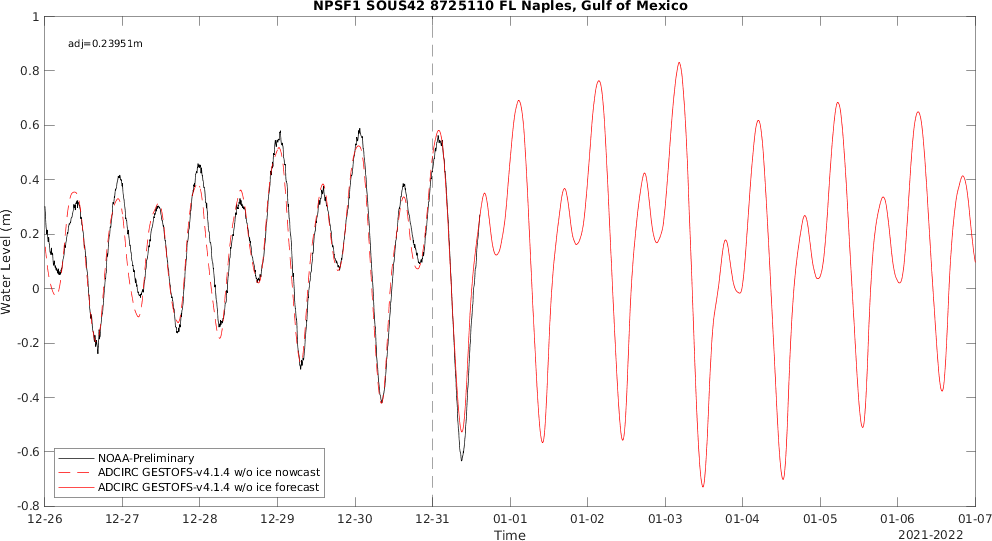 NPSF1 SOUS42 8725110 FL Naples, Gulf of Mexico
adj=0.23951m
1
0.8
0.6
0.4
0.2
0
-0.2
-0.4
-0.6
-0.8
Water Level (m)
NOAA-Preliminary
ADCIRC GESTOFS-v4.1.4 w/o ice nowcast
ADCIRC GESTOFS-v4.1.4 w/o ice forecast
12-26 12-27 12-28 12-29 12-30 12-31 01-01 01-02 01-03 01-04 01-05 01-06 01-07
Time
2021-2022